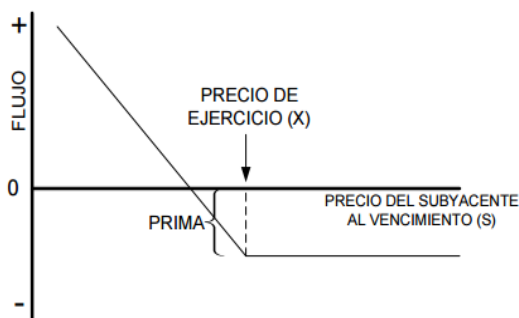 +
FLUJO
PRECIO DE
EJERCICIO (X)
0
PRECIO DEL SUBYACENTE
AL VENCIMIENTO (S)
PRIMA
-